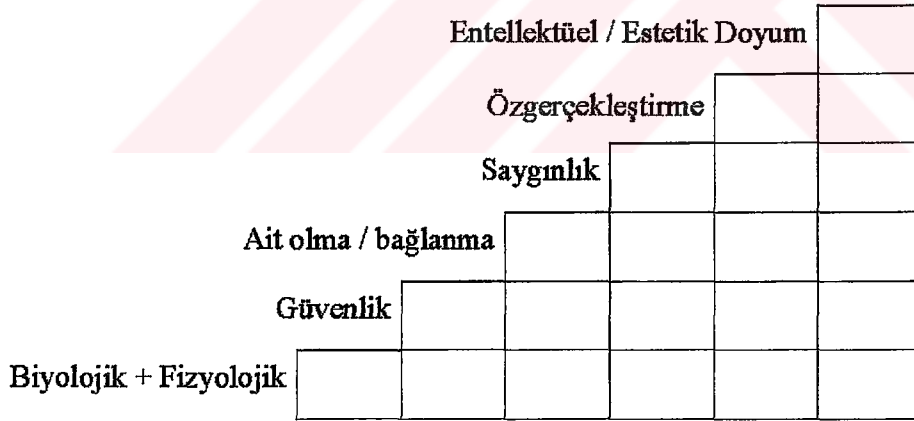 Entellektüel / Estetik Doyum
Özgerçekleştirme
Saygınlık
Ait olma / bağlanma
Güvenlik
Biyolojik + Fizyolojik